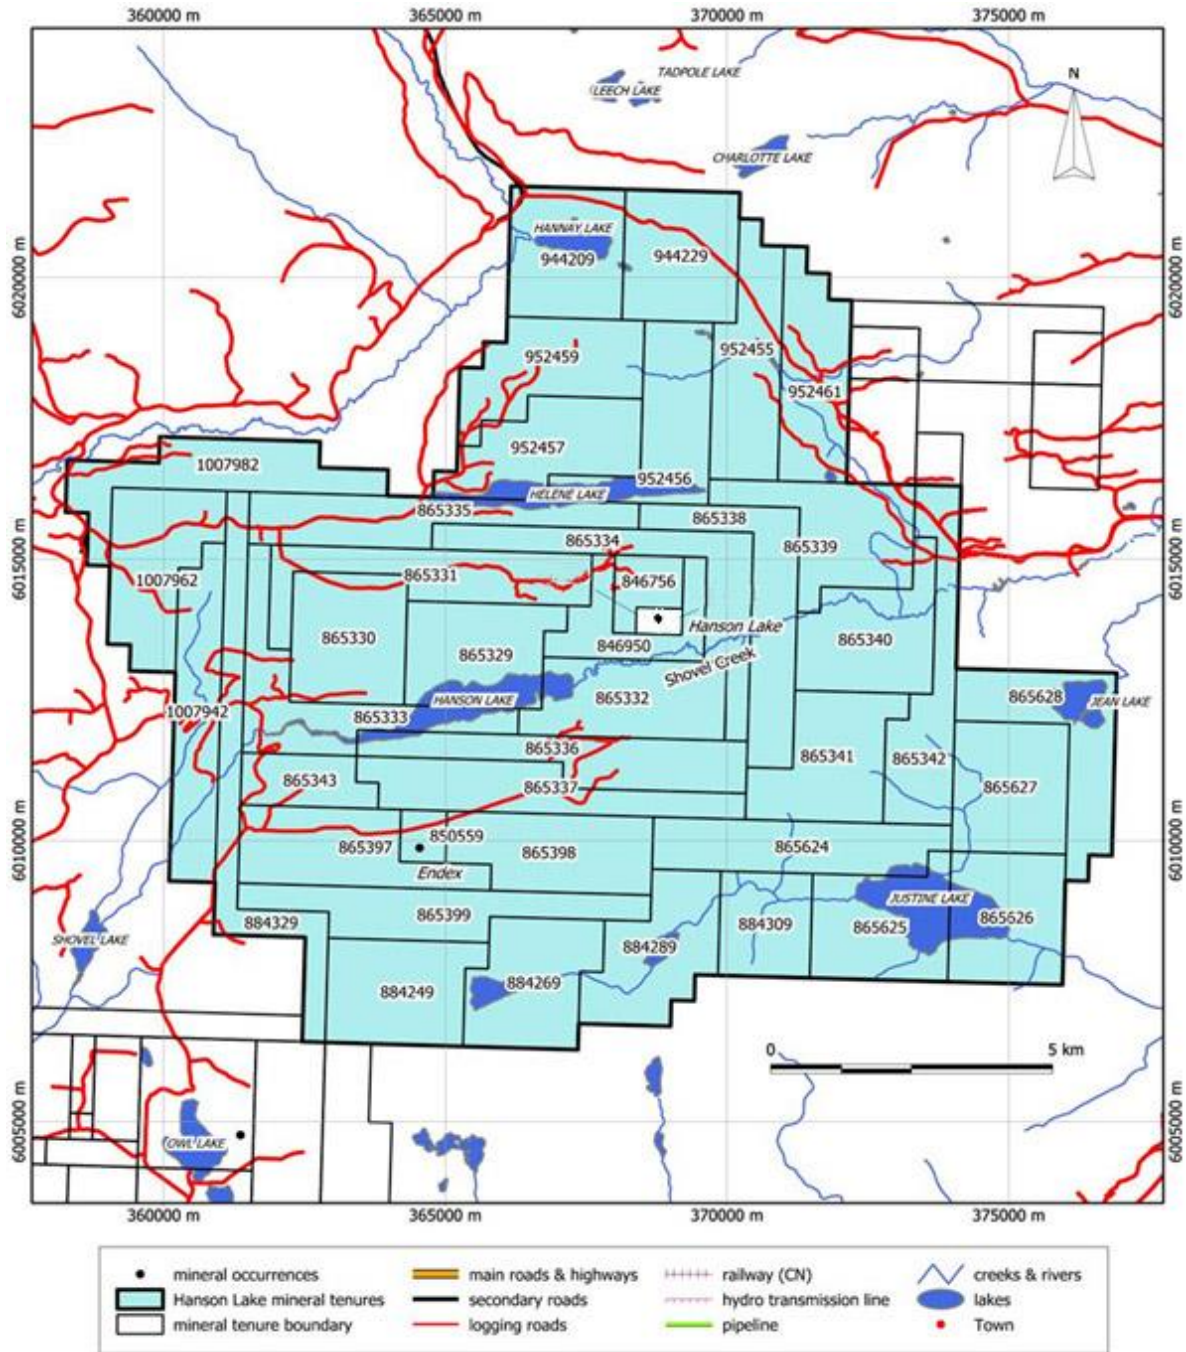 360000 m 365000 m 370000 m 375000 m
TADPOLE LAKE
LEECH LAKE
N
CHARLOTTE LAKE
HANNAY LAKE
944209 944229
6020000 m 6020000 m
952459 952455
952461
952457
1007982
952456
HELENE LAKE
865335 865338
865334 865339
6015000 m 6015000 m
865331 846756
1007962
Hanson Lake
865330 865329 846950 865340
Shovel Creek
HANSON LAKE 865332 865628 JEAN LAKE
1007942 865333
865336
865341 865342
865343 865337 865627
850559
865397 865398 865624
6010000 m 6010000 m
Endex
JUSTINE LAKE
865399 865626
884329 884309 865625
SHOVEL LAKE
884289
884269
884249
0 5 km
6005000 m 6005000 m
OWL LAKE
360000 m 365000 m 370000 m 375000 m
mineral occurrences main roads & highways railway (CN) creeks & rivers
Hanson Lake mineral tenures secondary roads hydro transmission line lakes
mineral tenure boundary logging roads pipeline Town